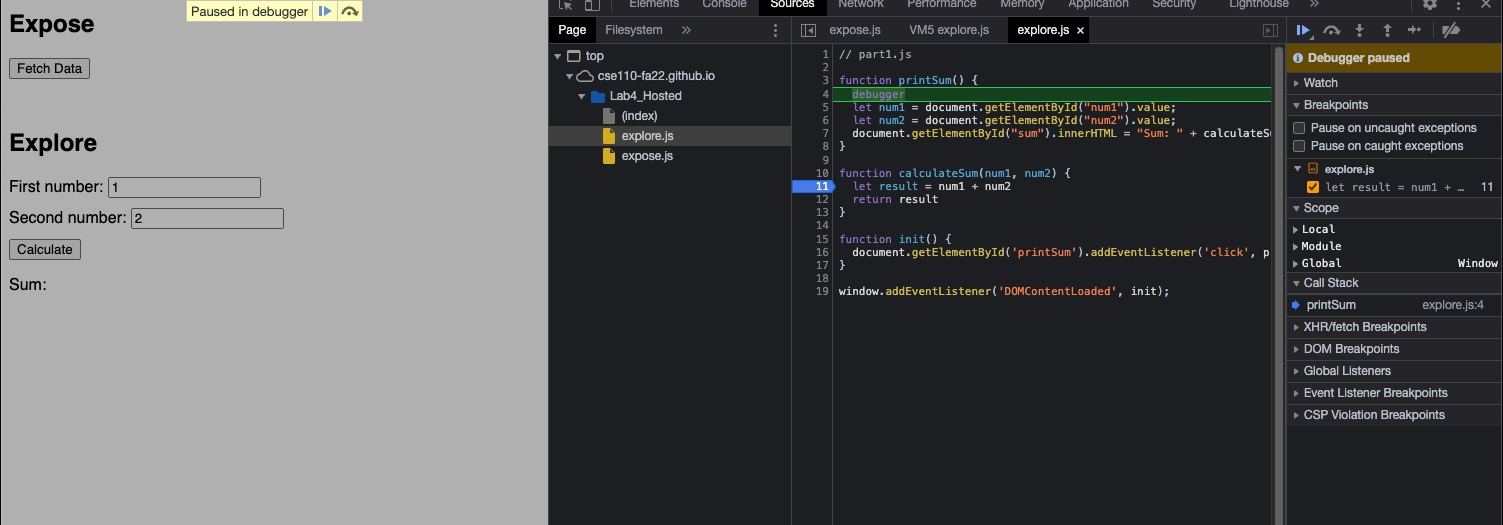 Paused in debugger
Expose
Fetch Data
Explore
First number: 1
Second number: 2
Calculate
Sum:
Elements Console Sources Network Performance Memory Application Security Lighthouse »
Page Filesystem »
top
cse110-fa22.github.io
Lab4_Hosted
(index)
explore.js
expose.js
expose.js VM5 explore.js explore.js ×
1 // part1.js
2
3 function printSum() {
4 debugger
5 let num1 = document.getElementById("num1").value;
6 let num2 = document.getElementById("num2").value;
7 document.getElementById("sum").innerHTML = "Sum: " + calculateS
8 }
9
10 function calculateSum(num1, num2) {
11 let result = num1 + num2
12 return result
13 }
14
15 function init() {
16 document.getElementById('printSum').addEventListener('click', p
17 }
18
19 window.addEventListener('DOMContentLoaded', init);
Debugger paused
Watch
Breakpoints
Pause on uncaught exceptions
Pause on caught exceptions
explore.js
let result = num1 + … 11
Scope
Local
Module
Global Window
Call Stack
printSum explore.js:4
XHR/fetch Breakpoints
DOM Breakpoints
Global Listeners
Event Listener Breakpoints
CSP Violation Breakpoints